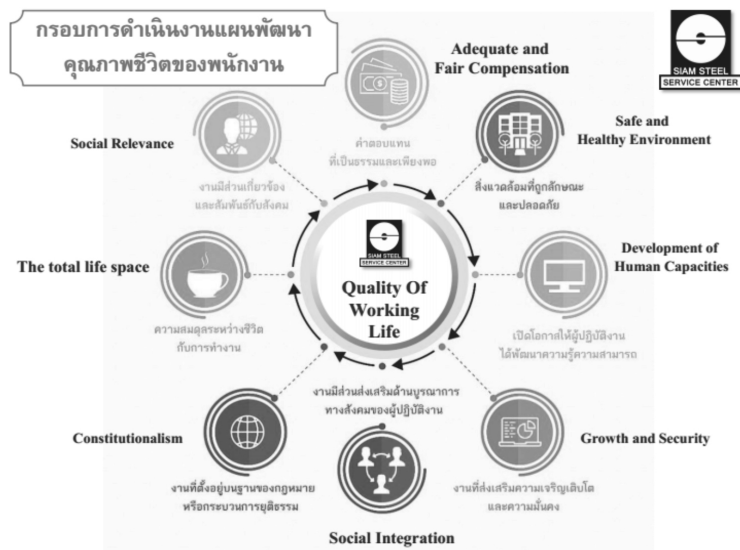 กรอบการดำเนินงานแผนพัฒนา
คุณภาพชีวิตของพนักงาน
SIAM STEEL
SERVICE CENTER
Adequate and
Fair Compensation
ค่าตอบแทน
ที่เป็นธรรมและเพียงพอ
Safe and
Healthy Environment
สิ่งแวดล้อมที่ถูกลักษณะ
และปลอดภัย
Development of
Human Capacities
เปิดโอกาสให้ผู้ปฏิบัติงาน
ได้พัฒนาความรู้ความสามารถ
Growth and Security
งานที่ส่งเสริมความเจริญเติบโต
และความมั่นคง
งานมีส่วนส่งเสริมด้านบูรณาการ
ทางสังคมของผู้ปฏิบัติงาน
Social Integration
Constitutionalism
งานที่ตั้งอยู่บนฐานของกฎหมาย
หรือกระบวนการยุติธรรม
The total life space
ความสมดุลระหว่างชีวิต
กับการทำงาน
Social Relevance
งานมีส่วนเกี่ยวข้อง
และสัมพันธ์กับสังคม
SIAM STEEL
SERVICE CENTER
Quality Of
Working
Life